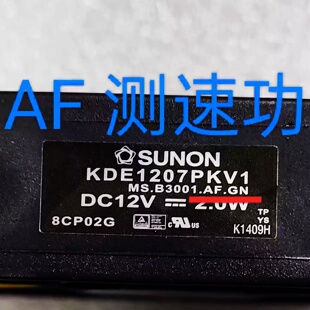 AF 测速功
SUNON
KDE1207PKV1
MS.B3001.AF.GN
DC12V ⎓ 2.0W
8CP02G
TP
YS
K1409H